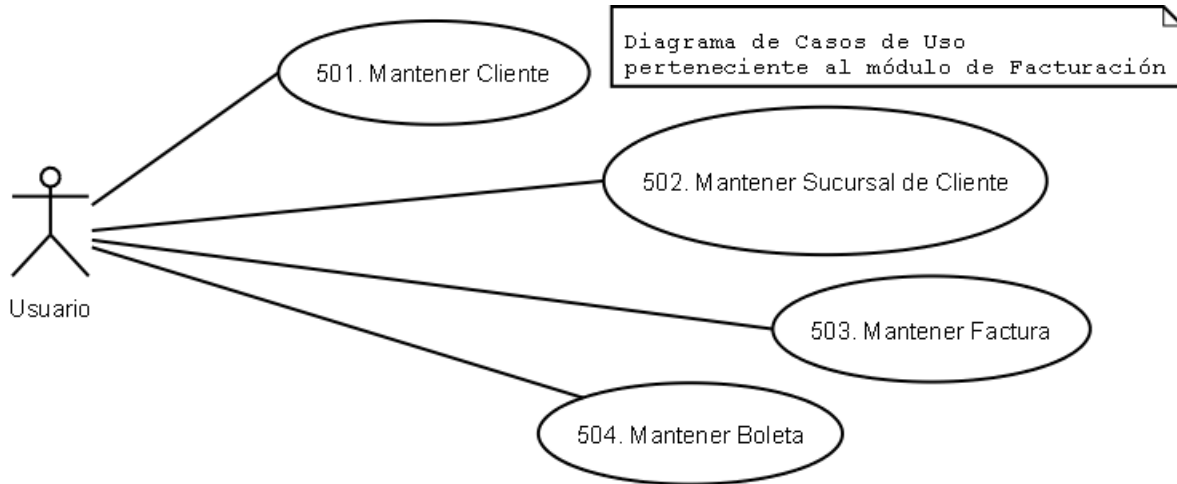 Diagrama de Casos de Uso
perteneciente al módulo de Facturación
501. Mantener Cliente
502. Mantener Sucursal de Cliente
Usuario
503. Mantener Factura
504. Mantener Boleta